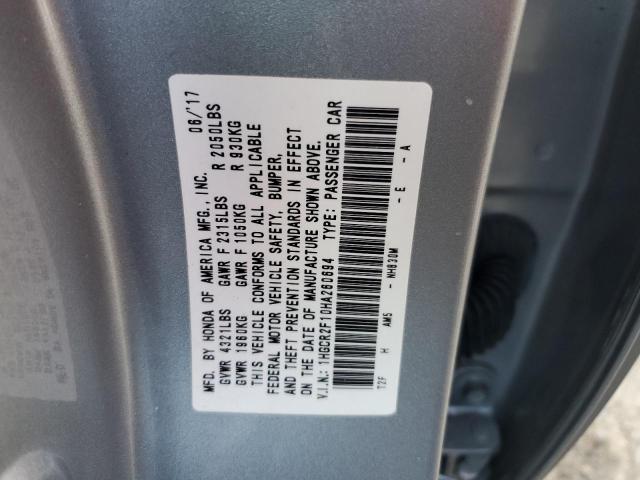 MFD. BY HONDA OF AMERICA MFG., INC. 06/'17
GVWR 4321LBS GAWR F 2315LBS R 2050LBS
GVWR 1960KG GAWR F 1050KG R 930KG
THIS VEHICLE CONFORMS TO ALL APPLICABLE
FEDERAL MOTOR VEHICLE SAFETY, BUMPER,
AND THEFT PREVENTION STANDARDS IN EFFECT
ON THE DATE OF MANUFACTURE SHOWN ABOVE.
V.I.N.: 1HGCR2F10HA260694 TYPE: PASSENGER CAR
T2F H AM5 - NH830M - E - A